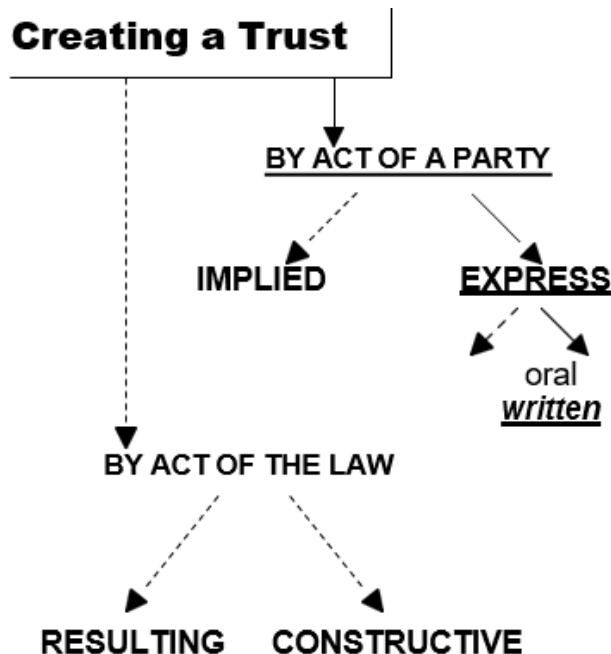 Creating a Trust
BY ACT OF A PARTY
IMPLIED
EXPRESS
oral
written
BY ACT OF THE LAW
RESULTING
CONSTRUCTIVE